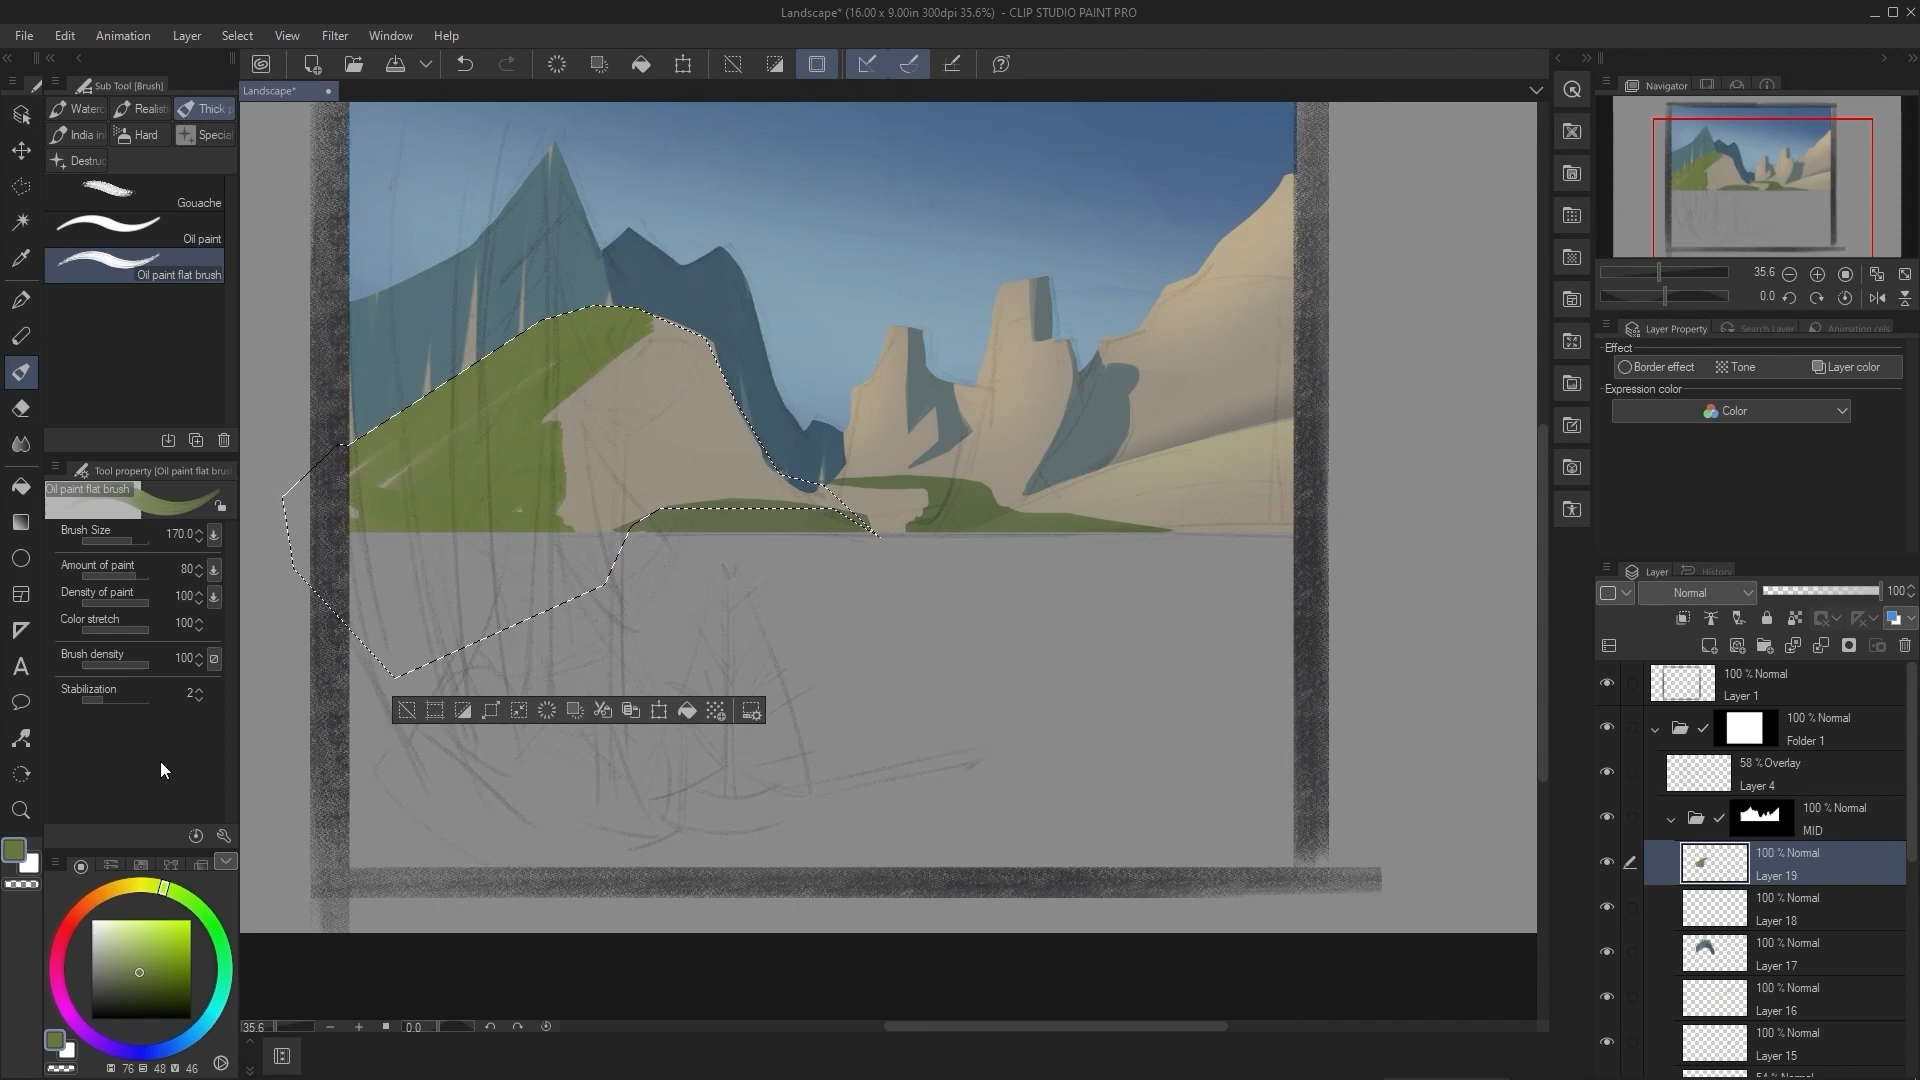 Landscape* (16.00 x 9.00in 300dpi 35.6%) - CLIP STUDIO PAINT PRO
File Edit Animation Layer Select View Filter Window Help
Sub Tool [Brush]
Landscape*
Navigator
Waterc Realist Thick p
India in Hard Specia
Destruc
Gouache
Oil paint
Oil paint flat brush
35.6
0.0
Layer Property Search Layer Animation cels
Effect
Border effect Tone Layer color
Expression color
Color
Tool property [Oil paint flat brus
Oil paint flat brush
Brush Size 170.0
Amount of paint 80
Density of paint 100
Color stretch 100
Brush density 100
Stabilization 2
Layer History
Normal 100
100 % Normal
Layer 1
100 % Normal
Folder 1
58 % Overlay
Layer 4
100 % Normal
MID
100 % Normal
Layer 19
100 % Normal
Layer 18
100 % Normal
Layer 17
100 % Normal
Layer 16
100 % Normal
Layer 15
35.6 0.0
H 76 S 48 V 46